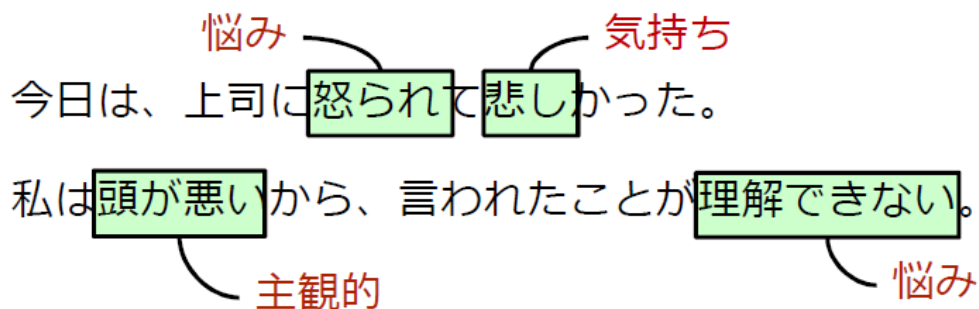 悩み 気持ち
今日は、上司に怒られて悲しかった。
私は頭が悪いから、言われたことが理解できない。
主観的 悩み